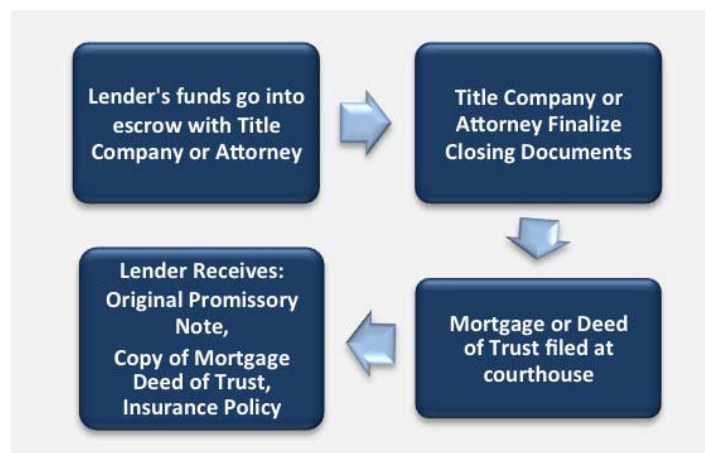 Lender's funds go into
escrow with Title
Company or Attorney
Title Company or
Attorney Finalize
Closing Documents
Mortgage or Deed
of Trust filed at
courthouse
Lender Receives:
Original Promissory
Note,
Copy of Mortgage
Deed of Trust,
Insurance Policy